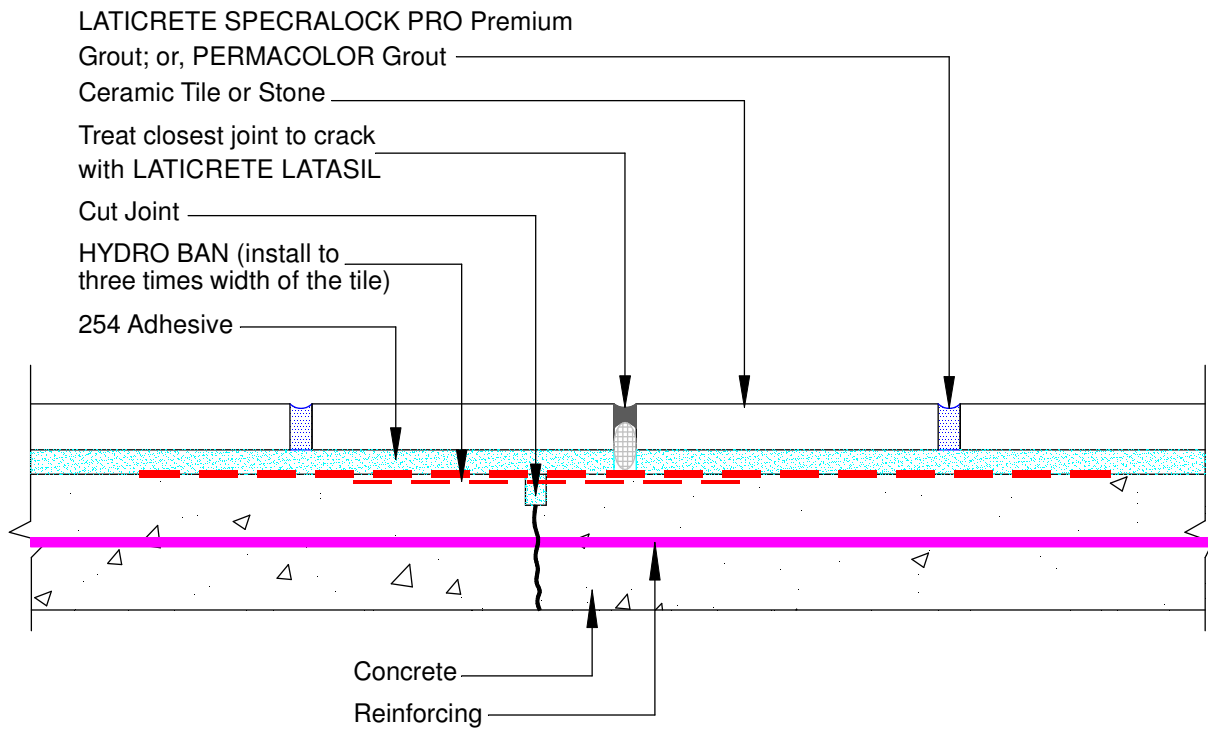 LATICRETE SPECRALOCK PRO Premium
Grout; or, PERMACOLOR Grout
Ceramic Tile or Stone
Treat closest joint to crack
with LATICRETE LATASIL
Cut Joint
HYDRO BAN (install to
three times width of the tile)
254 Adhesive
Concrete
Reinforcing